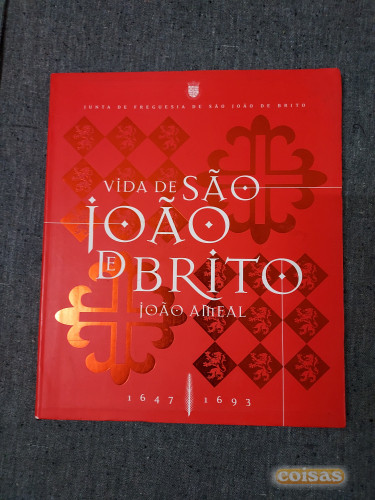 JUNTA DE FREGUESIA DE SÃO JOÃO DE BRITO
VIDA DE SÃO
JOÃO
DE BRITO
JOÃO AMEAL
1647 1693
coisas